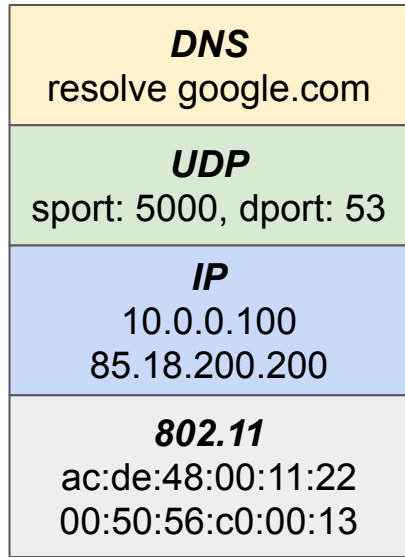 DNS
resolve google.com
UDP
sport: 5000, dport: 53
IP
10.0.0.100
85.18.200.200
802.11
ac:de:48:00:11:22
00:50:56:c0:00:13